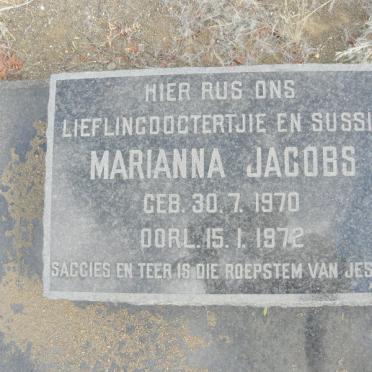 HIER RUS ONS
LIEFLINGDOGTERTJIE EN SUSSI
MARIANNA JACOBS
GEB. 30. 7. 1970
OORL. 15. 1. 1972
SAGGIES EN TEER IS DIE ROEPSTEM VAN JES